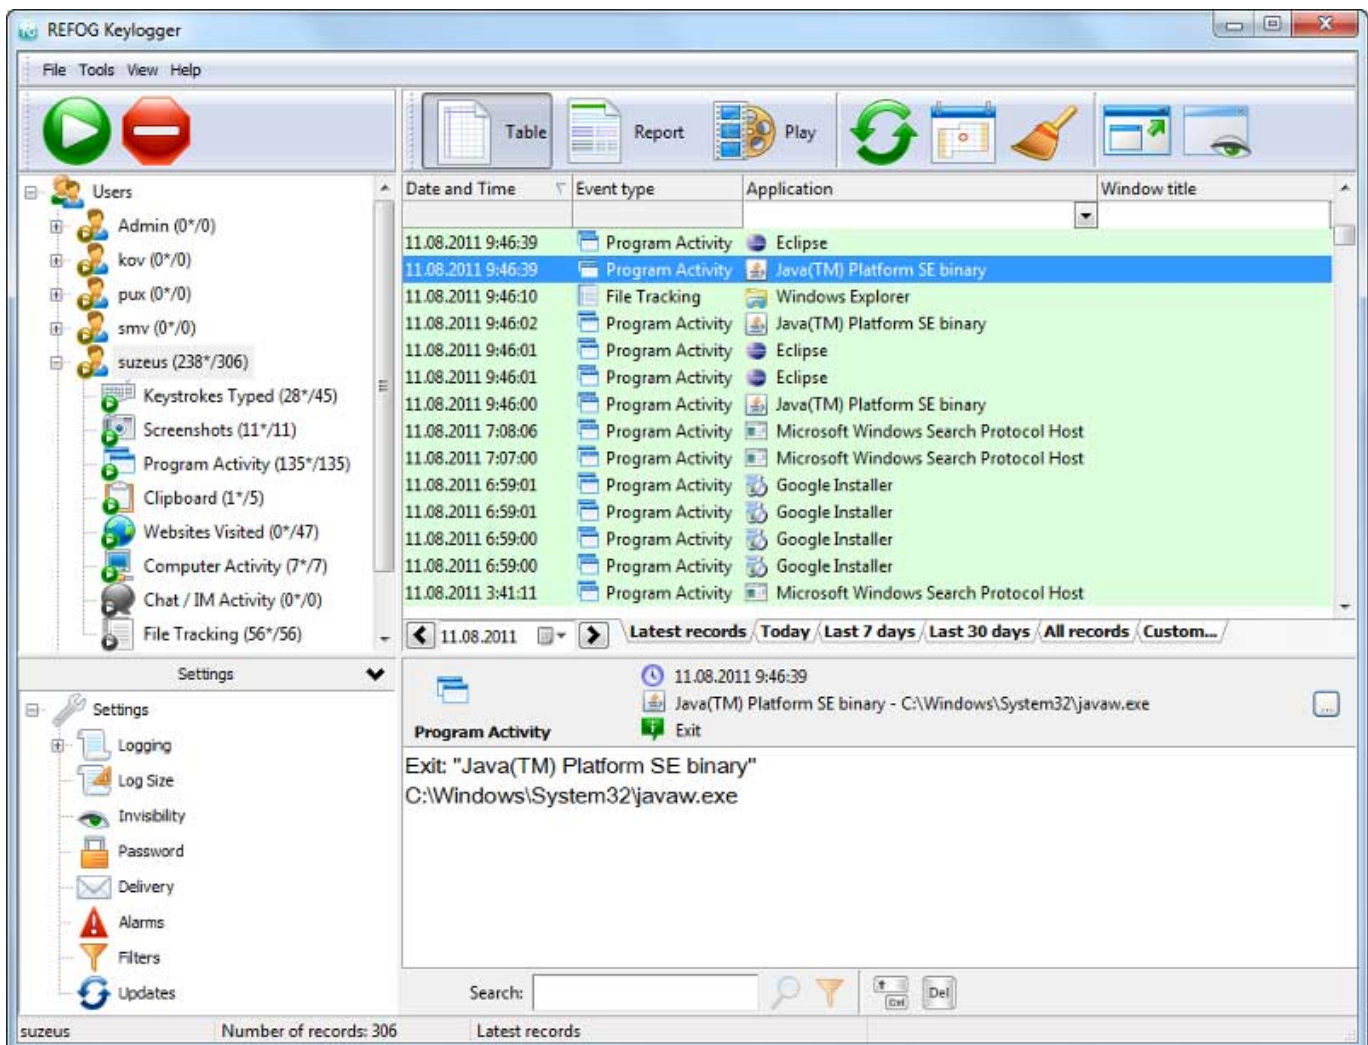 REFOG Keylogger
File Tools View Help
Table Report Play
Users
Admin (0*/0)
kov (0*/0)
pux (0*/0)
smv (0*/0)
suzeus (238*/306)
Keystrokes Typed (28*/45)
Screenshots (11*/11)
Program Activity (135*/135)
Clipboard (1*/5)
Websites Visited (0*/47)
Computer Activity (7*/7)
Chat / IM Activity (0*/0)
File Tracking (56*/56)
Date and Time Event type Application Window title
11.08.2011 9:46:39 Program Activity Eclipse
11.08.2011 9:46:39 Program Activity Java(TM) Platform SE binary
11.08.2011 9:46:10 File Tracking Windows Explorer
11.08.2011 9:46:02 Program Activity Java(TM) Platform SE binary
11.08.2011 9:46:01 Program Activity Eclipse
11.08.2011 9:46:01 Program Activity Eclipse
11.08.2011 9:46:00 Program Activity Java(TM) Platform SE binary
11.08.2011 7:08:06 Program Activity Microsoft Windows Search Protocol Host
11.08.2011 7:07:00 Program Activity Microsoft Windows Search Protocol Host
11.08.2011 6:59:01 Program Activity Google Installer
11.08.2011 6:59:01 Program Activity Google Installer
11.08.2011 6:59:00 Program Activity Google Installer
11.08.2011 6:59:00 Program Activity Google Installer
11.08.2011 3:41:11 Program Activity Microsoft Windows Search Protocol Host
11.08.2011 Latest records Today Last 7 days Last 30 days All records Custom...
Settings
Settings
Logging
Log Size
Invisibility
Password
Delivery
Alarms
Filters
Updates
11.08.2011 9:46:39
Java(TM) Platform SE binary - C:\Windows\System32\javaw.exe
...
Program Activity Exit
Exit: "Java(TM) Platform SE binary"
C:\Windows\System32\javaw.exe
Search:
Ctrl Del
suzeus Number of records: 306 Latest records